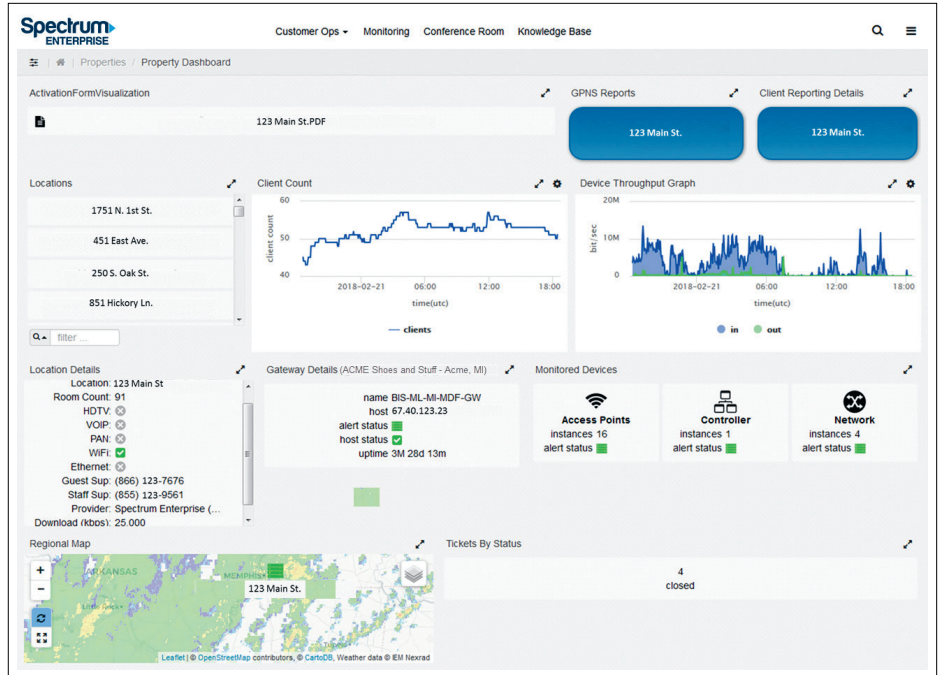 Spectrum
ENTERPRISE
Customer Ops Monitoring Conference Room Knowledge Base
Properties / Property Dashboard
ActivationFormVisualization
123 Main St.PDF
GPNS Reports
123 Main St.
Client Reporting Details
123 Main St.
Locations
1751 N. 1st St.
451 East Ave.
250 S. Oak St.
851 Hickory Ln.
filter ...
Client Count
60
50
40
client count
2018-02-21 06:00 12:00 18:00
time(utc)
clients
Device Throughput Graph
20M
10M
0
bit/sec
2018-02-21 06:00 12:00 18:00
time(utc)
in out
Location Details
Location: 123 Main St
Room Count: 91
HDTV:
VOIP:
PAN:
WiFi:
Ethernet:
Guest Sup: (866) 123-7676
Staff Sup: (855) 123-9561
Provider: Spectrum Enterprise (...
Download (kbps): 25.000
Gateway Details (ACME Shoes and Stuff - Acme, MI)
name BIS-ML-MI-MDF-GW
host 67.40.123.23
alert status
host status
uptime 3M 28d 13m
Monitored Devices
Access Points
instances 16
alert status
Controller
instances 1
alert status
Network
instances 4
alert status
Regional Map
+
−
ARKANSAS
MEMPHIS
Little Rock
123 Main St.
Leaflet | © OpenStreetMap contributors, © CartoDB, Weather data © IEM Nexrad
Tickets By Status
4
closed